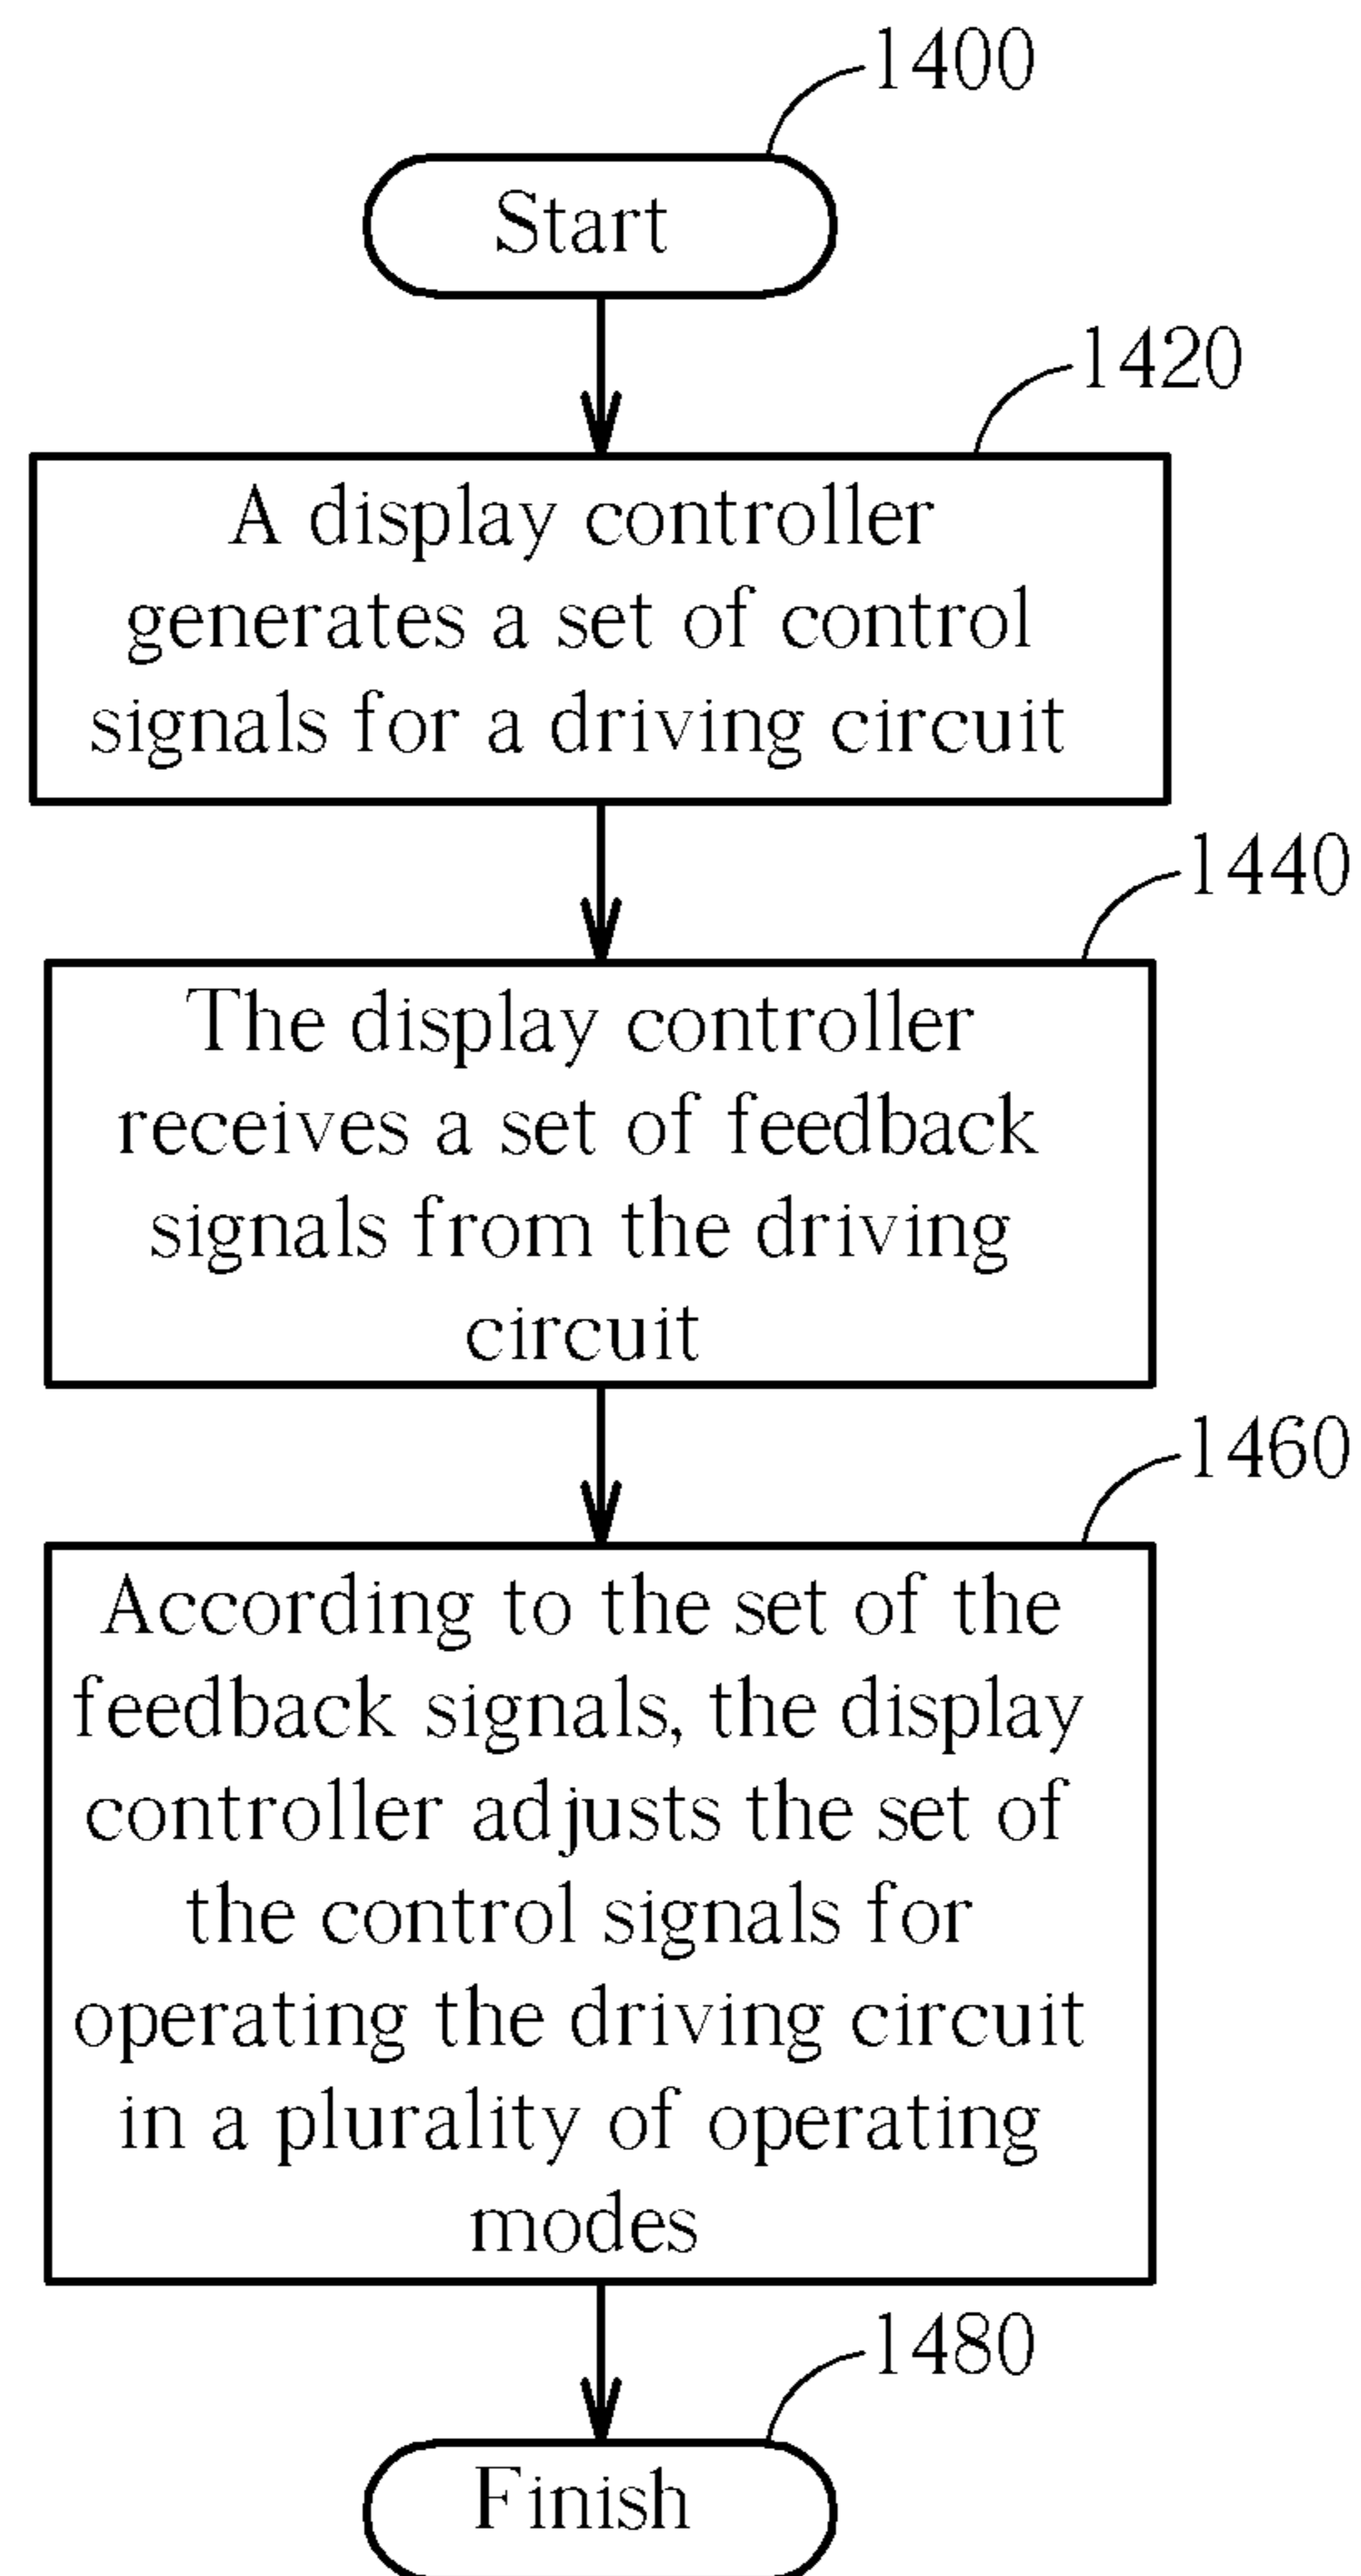 1400
Start
1420
A display controller
generates a set of control
signals for a driving circuit
1440
The display controller
receives a set of feedback
signals from the driving
circuit
1460
According to the set of the
feedback signals, the display
controller adjusts the set of
the control signals for
operating the driving circuit
in a plurality of operating
modes
1480
Finish